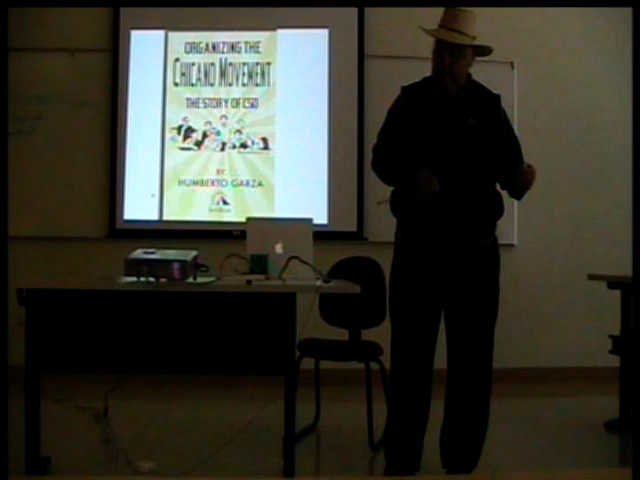 ORGANIZING THE
CHICANO MOVEMENT
THE STORY OF CSO
BY
HUMBERTO GARZA